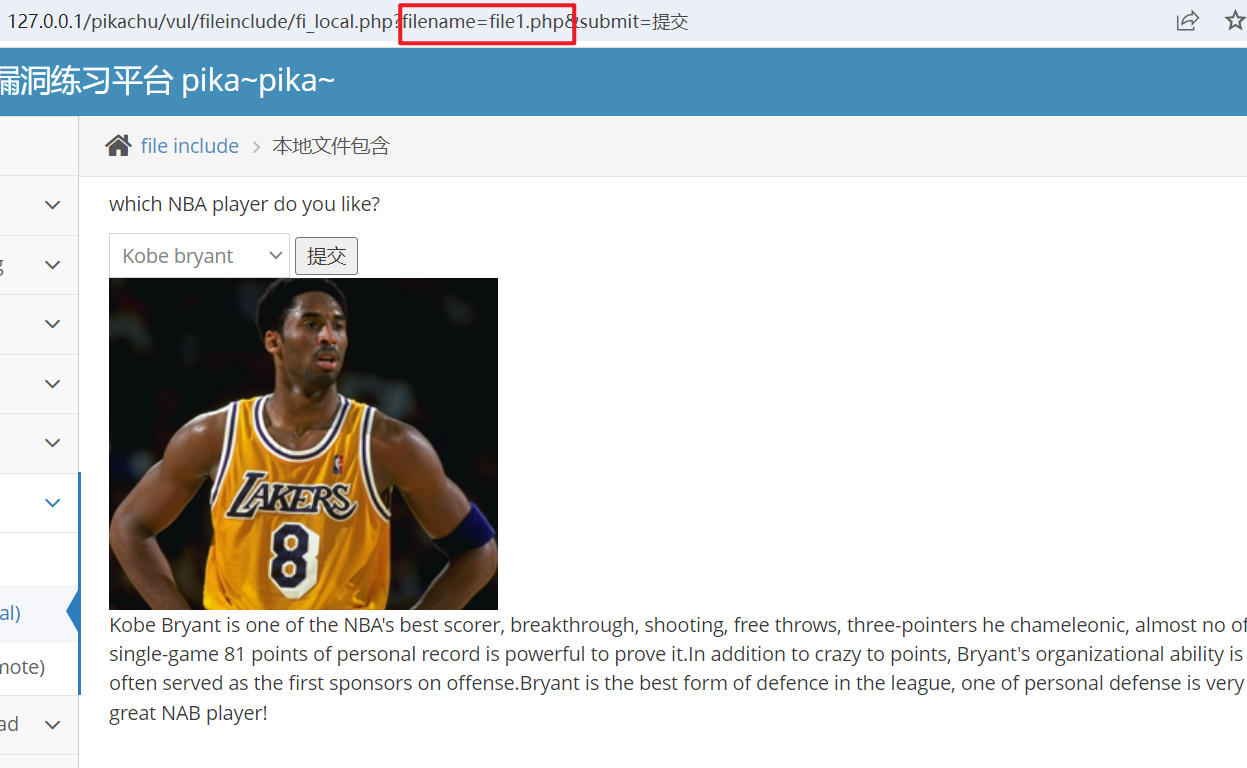 127.0.0.1/pikachu/vul/fileinclude/fi_local.php?filename=file1.php&submit=提交
漏洞练习平台 pika~pika~
file include > 本地文件包含
which NBA player do you like?
Kobe bryant 提交
LAKERS
8
Kobe Bryant is one of the NBA's best scorer, breakthrough, shooting, free throws, three-pointers he chameleonic, almost no of
single-game 81 points of personal record is powerful to prove it.In addition to crazy to points, Bryant's organizational ability is
often served as the first sponsors on offense.Bryant is the best form of defence in the league, one of personal defense is very
great NAB player!
g
al)
mote)
ad